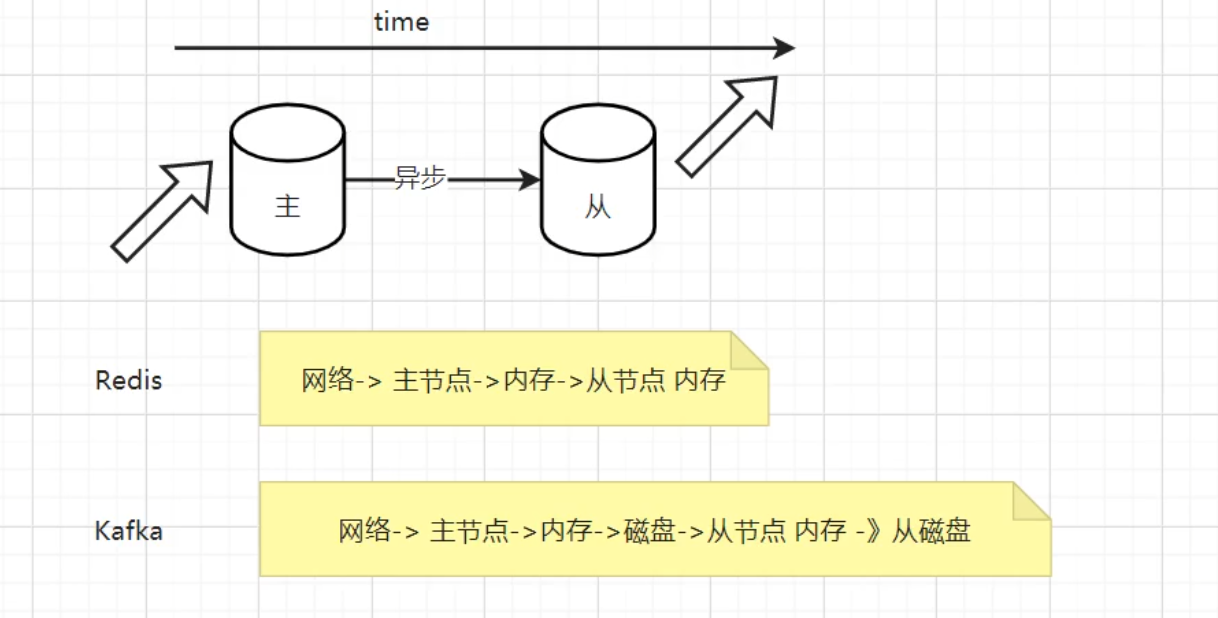 time
主
异步
从
Redis
网络-> 主节点->内存->从节点 内存
Kafka
网络-> 主节点->内存->磁盘->从节点 内存 -》从磁盘